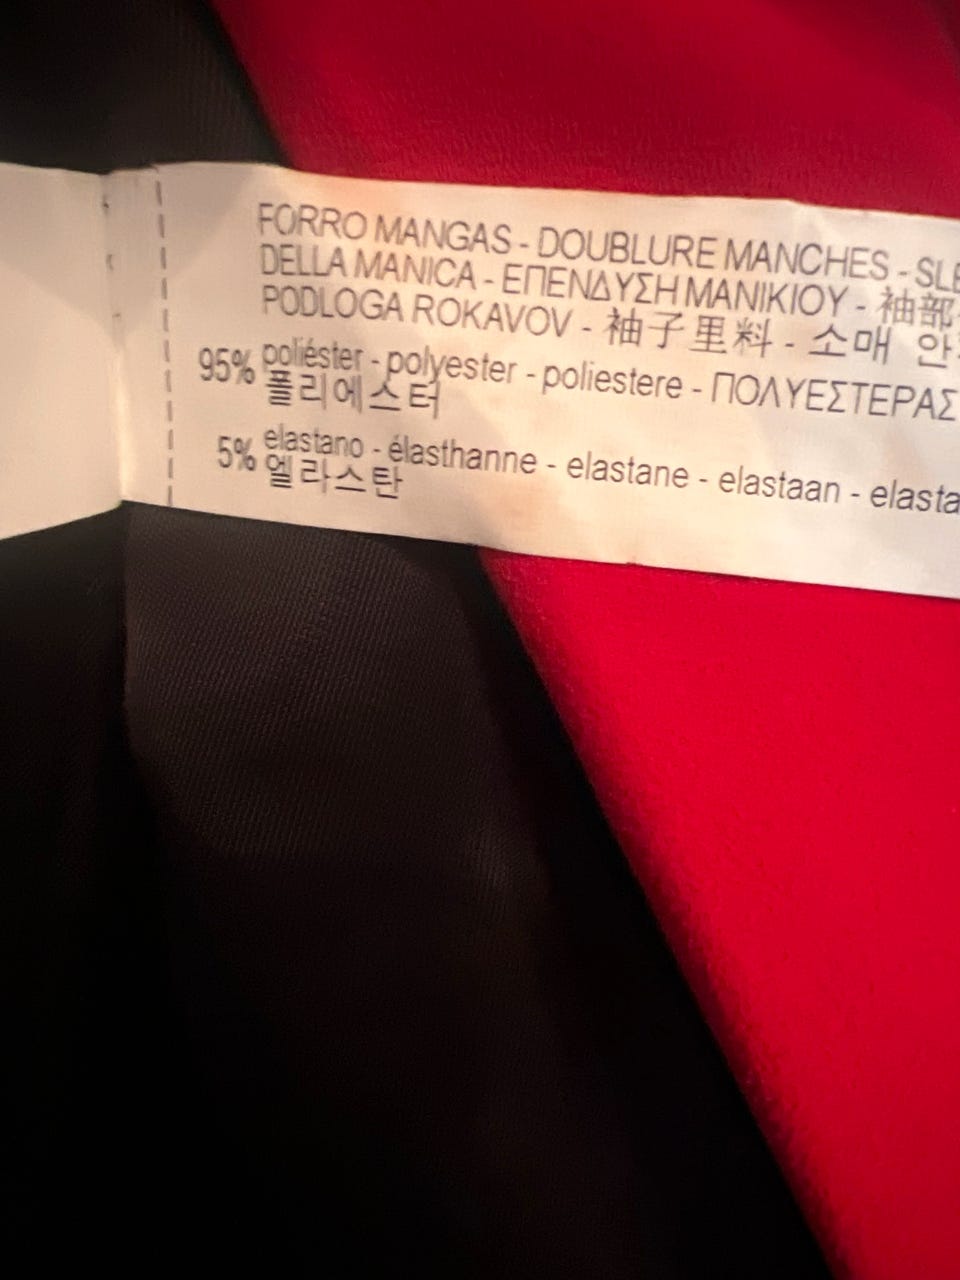 FORRO MANGAS - DOUBLURE MANCHES - SLE
DELLA MANICA - ΕΠΕΝΔΥΣΗ ΜΑΝΙΚΙΟΥ - 袖部
PODLOGA ROKAVOV - 袖子里料 - 소매 안
95% poliéster - polyester - poliestere - ΠΟΛΥΕΣΤΕΡΑΣ
폴리에스터
5% elastano - élasthanne - elastane - elastaan - elasta
엘라스탄